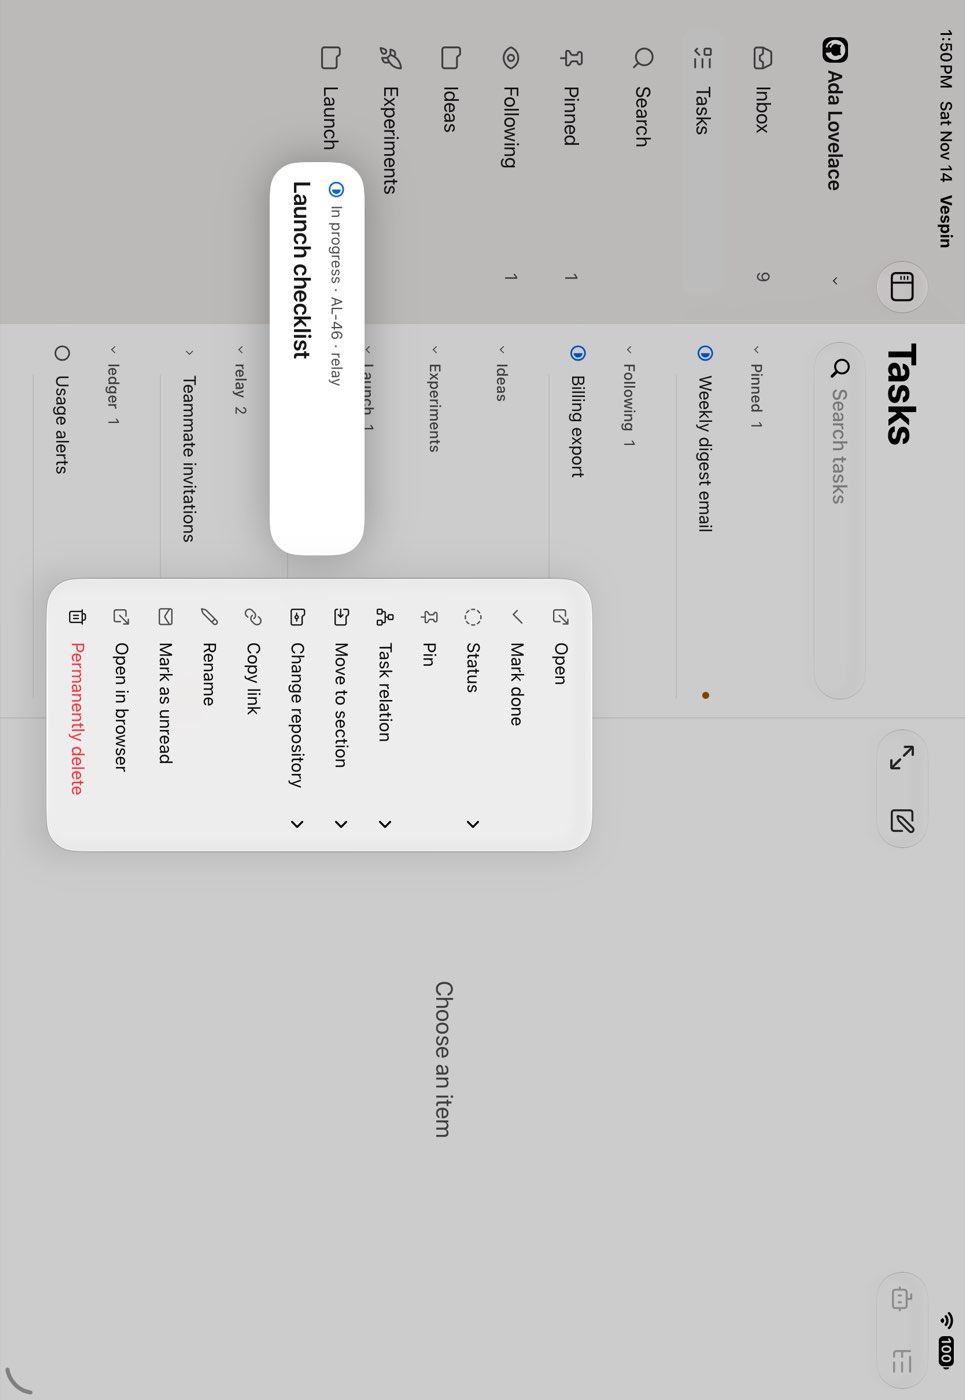 1:50 PM Sat Nov 14 Vespin
100
Ada Lovelace
Inbox 9
Tasks
Search
Pinned 1
Following 1
Ideas
Experiments
Launch
Tasks
Search tasks
Pinned 1
Weekly digest email
Following 1
Billing export
Ideas
Experiments
Launch 1
In progress · AL-46 · relay
Launch checklist
relay 2
Teammate invitations
ledger 1
Usage alerts
Open
Mark done
Status
Pin
Task relation
Move to section
Change repository
Copy link
Rename
Mark as unread
Open in browser
Permanently delete
Choose an item